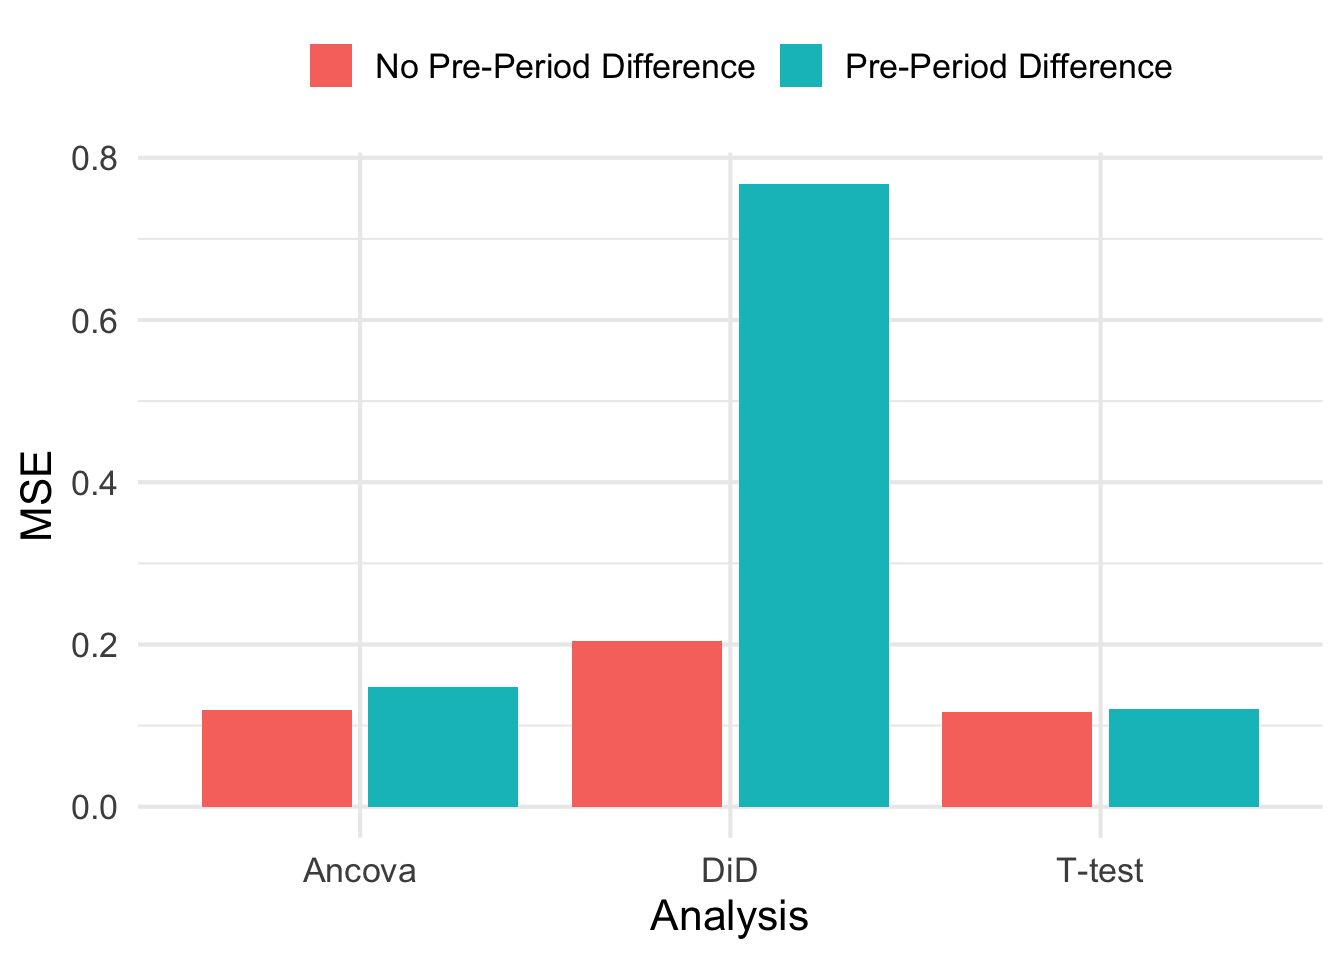 No Pre-Period Difference Pre-Period Difference
0.8
0.6
0.4
0.2
0.0
MSE
Ancova DiD T-test
Analysis